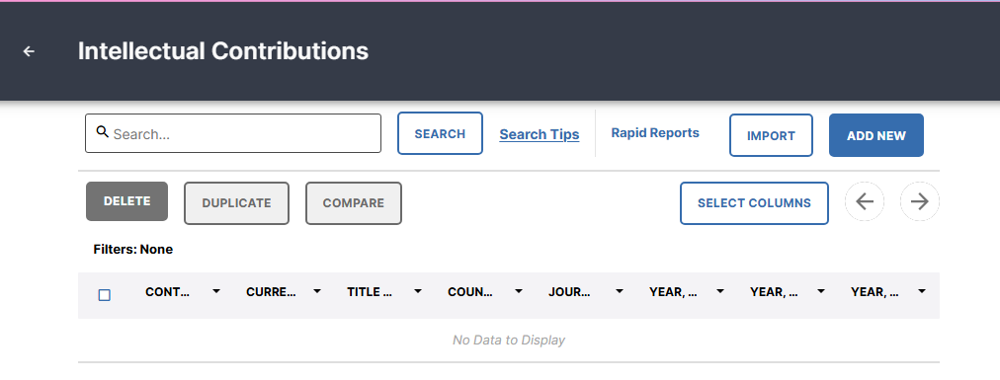 Intellectual Contributions
Search... SEARCH Search Tips Rapid Reports IMPORT ADD NEW
DELETE DUPLICATE COMPARE SELECT COLUMNS
Filters: None
CONT... CURRE... TITLE ... COUN... JOUR... YEAR, ... YEAR, ... YEAR, ...
No Data to Display